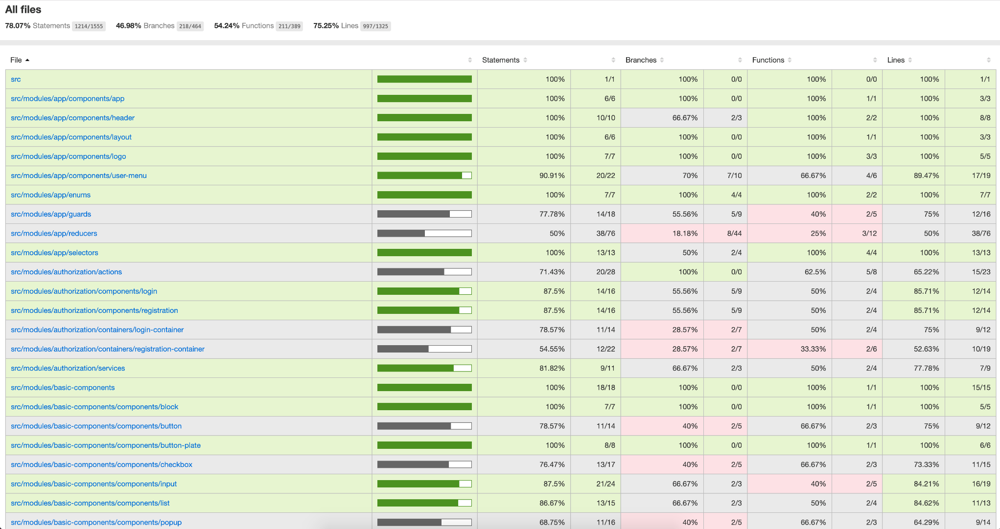 All files
78.07% Statements 1214/1555 46.98% Branches 218/464 54.24% Functions 211/389 75.25% Lines 997/1325
File Statements Branches Functions Lines
src 100% 1/1 100% 0/0 100% 0/0 100% 1/1
src/modules/app/components/app 100% 6/6 100% 0/0 100% 1/1 100% 3/3
src/modules/app/components/header 100% 10/10 66.67% 2/3 100% 2/2 100% 8/8
src/modules/app/components/layout 100% 6/6 100% 0/0 100% 1/1 100% 3/3
src/modules/app/components/logo 100% 7/7 100% 0/0 100% 3/3 100% 5/5
src/modules/app/components/user-menu 90.91% 20/22 70% 7/10 66.67% 4/6 89.47% 17/19
src/modules/app/enums 100% 7/7 100% 4/4 100% 2/2 100% 7/7
src/modules/app/guards 77.78% 14/18 55.56% 5/9 40% 2/5 75% 12/16
src/modules/app/reducers 50% 38/76 18.18% 8/44 25% 3/12 50% 38/76
src/modules/app/selectors 100% 13/13 50% 2/4 100% 4/4 100% 13/13
src/modules/authorization/actions 71.43% 20/28 100% 0/0 62.5% 5/8 65.22% 15/23
src/modules/authorization/components/login 87.5% 14/16 55.56% 5/9 50% 2/4 85.71% 12/14
src/modules/authorization/components/registration 87.5% 14/16 55.56% 5/9 50% 2/4 85.71% 12/14
src/modules/authorization/containers/login-container 78.57% 11/14 28.57% 2/7 50% 2/4 75% 9/12
src/modules/authorization/containers/registration-container 54.55% 12/22 28.57% 2/7 33.33% 2/6 52.63% 10/19
src/modules/authorization/services 81.82% 9/11 66.67% 2/3 50% 2/4 77.78% 7/9
src/modules/basic-components 100% 18/18 100% 0/0 100% 1/1 100% 15/15
src/modules/basic-components/components/block 100% 7/7 100% 0/0 100% 1/1 100% 5/5
src/modules/basic-components/components/button 78.57% 11/14 40% 2/5 66.67% 2/3 75% 9/12
src/modules/basic-components/components/button-plate 100% 8/8 100% 0/0 100% 1/1 100% 6/6
src/modules/basic-components/components/checkbox 76.47% 13/17 40% 2/5 66.67% 2/3 73.33% 11/15
src/modules/basic-components/components/input 87.5% 21/24 66.67% 2/3 40% 2/5 84.21% 16/19
src/modules/basic-components/components/list 86.67% 13/15 66.67% 2/3 50% 2/4 84.62% 11/13
src/modules/basic-components/components/popup 68.75% 11/16 40% 2/5 66.67% 2/3 64.29% 9/14